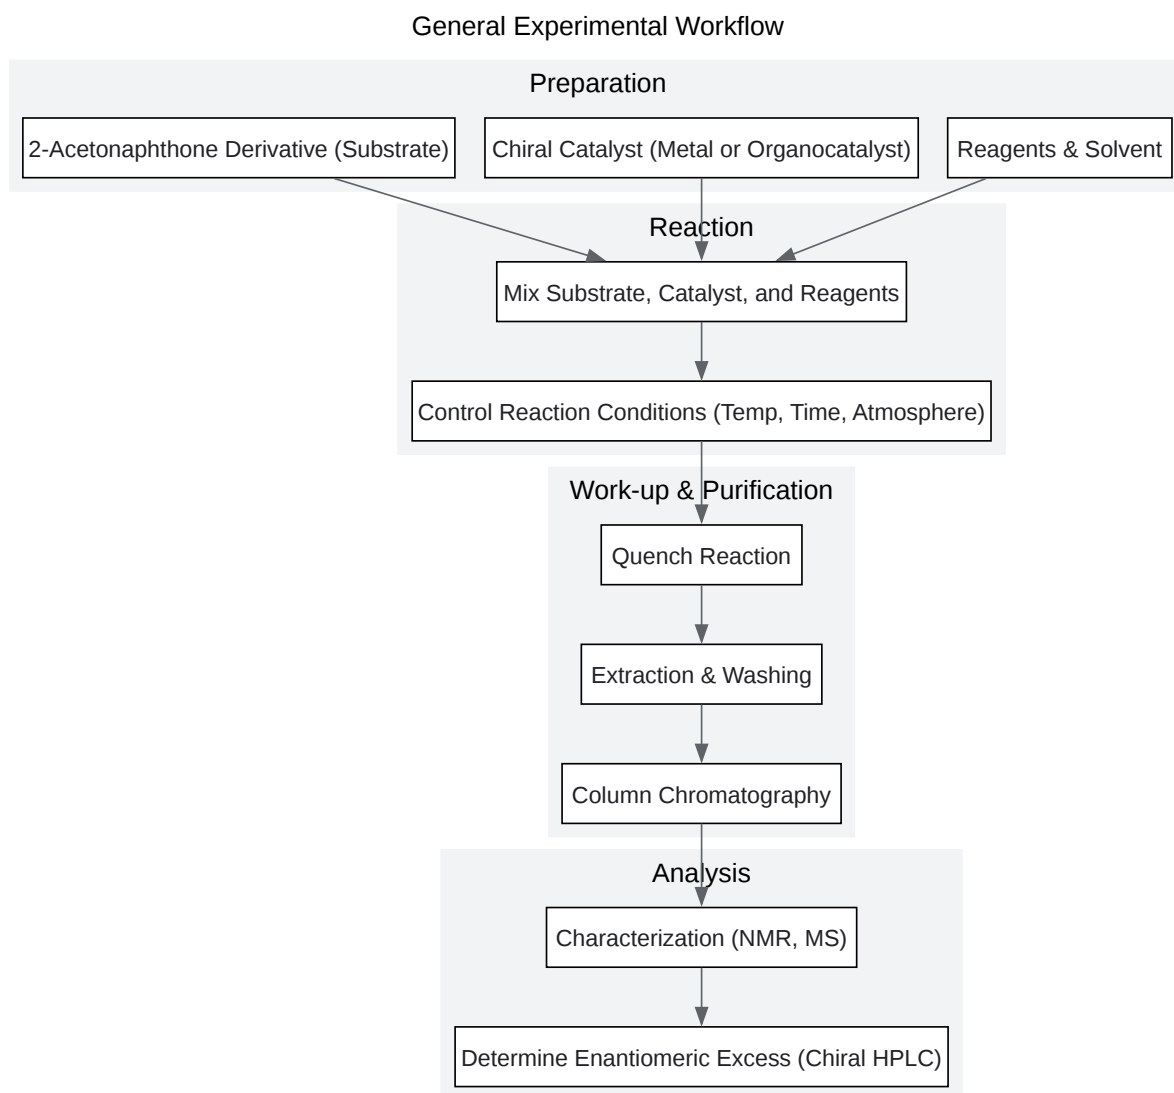 General Experimental Workflow
Preparation
2-Acetonaphthone Derivative (Substrate)
Chiral Catalyst (Metal or Organocatalyst)
Reagents & Solvent
Reaction
Mix Substrate, Catalyst, and Reagents
Control Reaction Conditions (Temp, Time, Atmosphere)
Work-up & Purification
Quench Reaction
Extraction & Washing
Column Chromatography
Analysis
Characterization (NMR, MS)
Determine Enantiomeric Excess (Chiral HPLC)